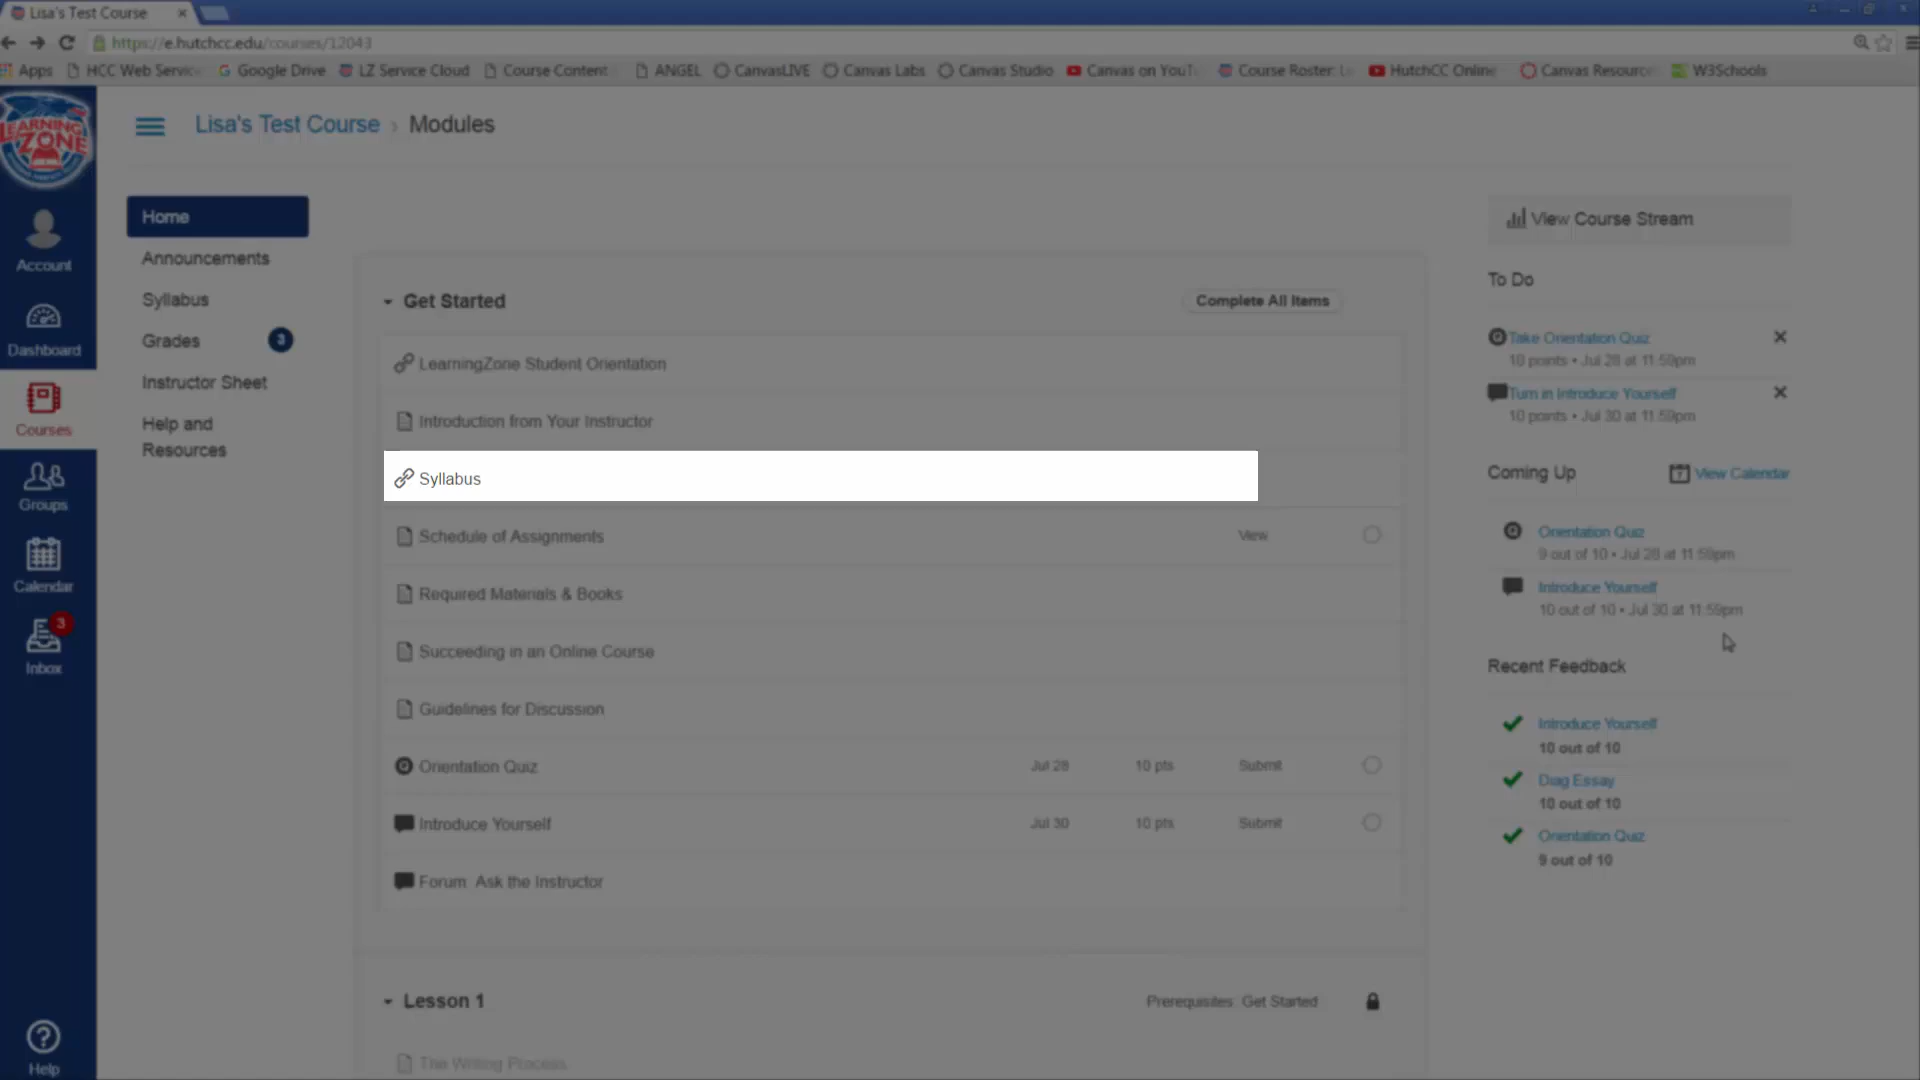 Lisa's Test Course
https://e.hutchcc.edu/courses/12043
Apps HCC Web Servic Google Drive LZ Service Cloud Course Content ANGEL CanvasLIVE Canvas Labs Canvas Studio Canvas on YouT Course Roster: L HutchCC Online Canvas Resource W3Schools
LEARNING
ZONE
Lisa's Test Course › Modules
Home
Announcements
Syllabus
Grades 3
Instructor Sheet
Help and
Resources
Account
Dashboard
Courses
Groups
Calendar
3
Inbox
Help
Get Started Complete All Items
LearningZone Student Orientation
Introduction from Your Instructor
Syllabus
Schedule of Assignments View
Required Materials & Books
Succeeding in an Online Course
Guidelines for Discussion
Orientation Quiz Jul 28 10 pts Submit
Introduce Yourself Jul 30 10 pts Submit
Forum: Ask the Instructor
Lesson 1 Prerequisites: Get Started
The Writing Process
View Course Stream
To Do
Take Orientation Quiz
10 points • Jul 28 at 11:59pm
Turn in Introduce Yourself
10 points • Jul 30 at 11:59pm
Coming Up View Calendar
Orientation Quiz
9 out of 10 • Jul 28 at 11:59pm
Introduce Yourself
10 out of 10 • Jul 30 at 11:59pm
Recent Feedback
Introduce Yourself
10 out of 10
Diag Essay
10 out of 10
Orientation Quiz
9 out of 10